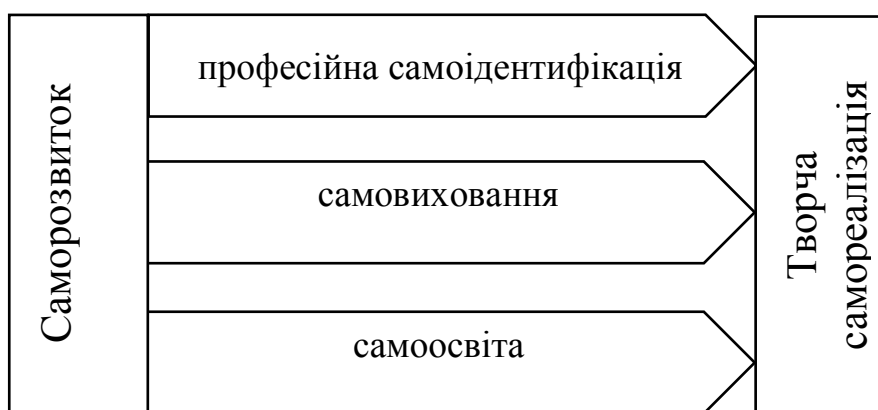 Саморозвиток
професійна самоідентифікація
самовиховання
самоосвіта
Творча
самореалізація